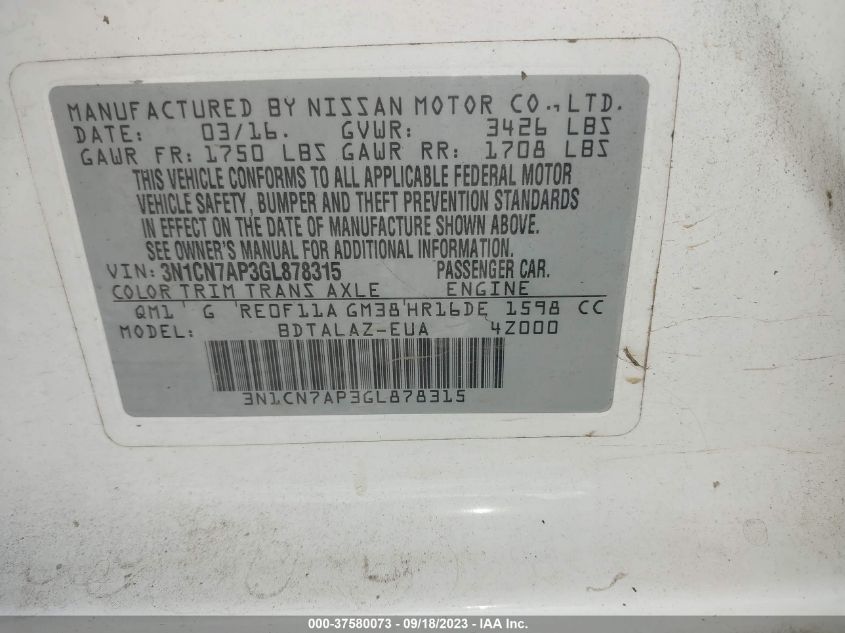 MANUFACTURED BY NISSAN MOTOR CO., LTD.
DATE: 03/16. GVWR: 3426 LBS
GAWR FR: 1750 LBS GAWR RR: 1708 LBS
THIS VEHICLE CONFORMS TO ALL APPLICABLE FEDERAL MOTOR
VEHICLE SAFETY, BUMPER AND THEFT PREVENTION STANDARDS
IN EFFECT ON THE DATE OF MANUFACTURE SHOWN ABOVE.
SEE OWNER'S MANUAL FOR ADDITIONAL INFORMATION.
VIN: 3N1CN7AP3GL878315 PASSENGER CAR.
COLOR TRIM TRANS AXLE ENGINE
QM1 ' G ' RE0F11A GM38 ' HR16DE 1598 CC
MODEL: BDTALAZ-EUA 4Z000
3N1CN7AP3GL878315
000-37580073 - 09/18/2023 - IAA Inc.